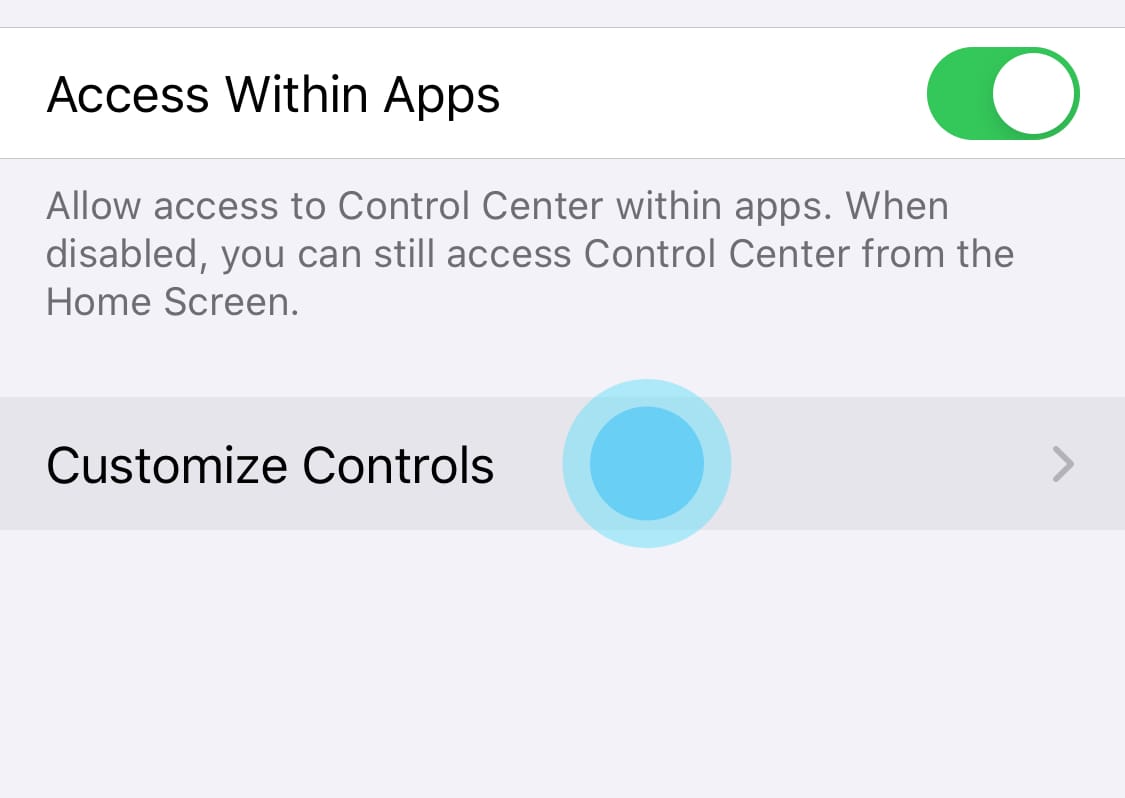 Access Within Apps
Allow access to Control Center within apps. When
disabled, you can still access Control Center from the
Home Screen.
Customize Controls